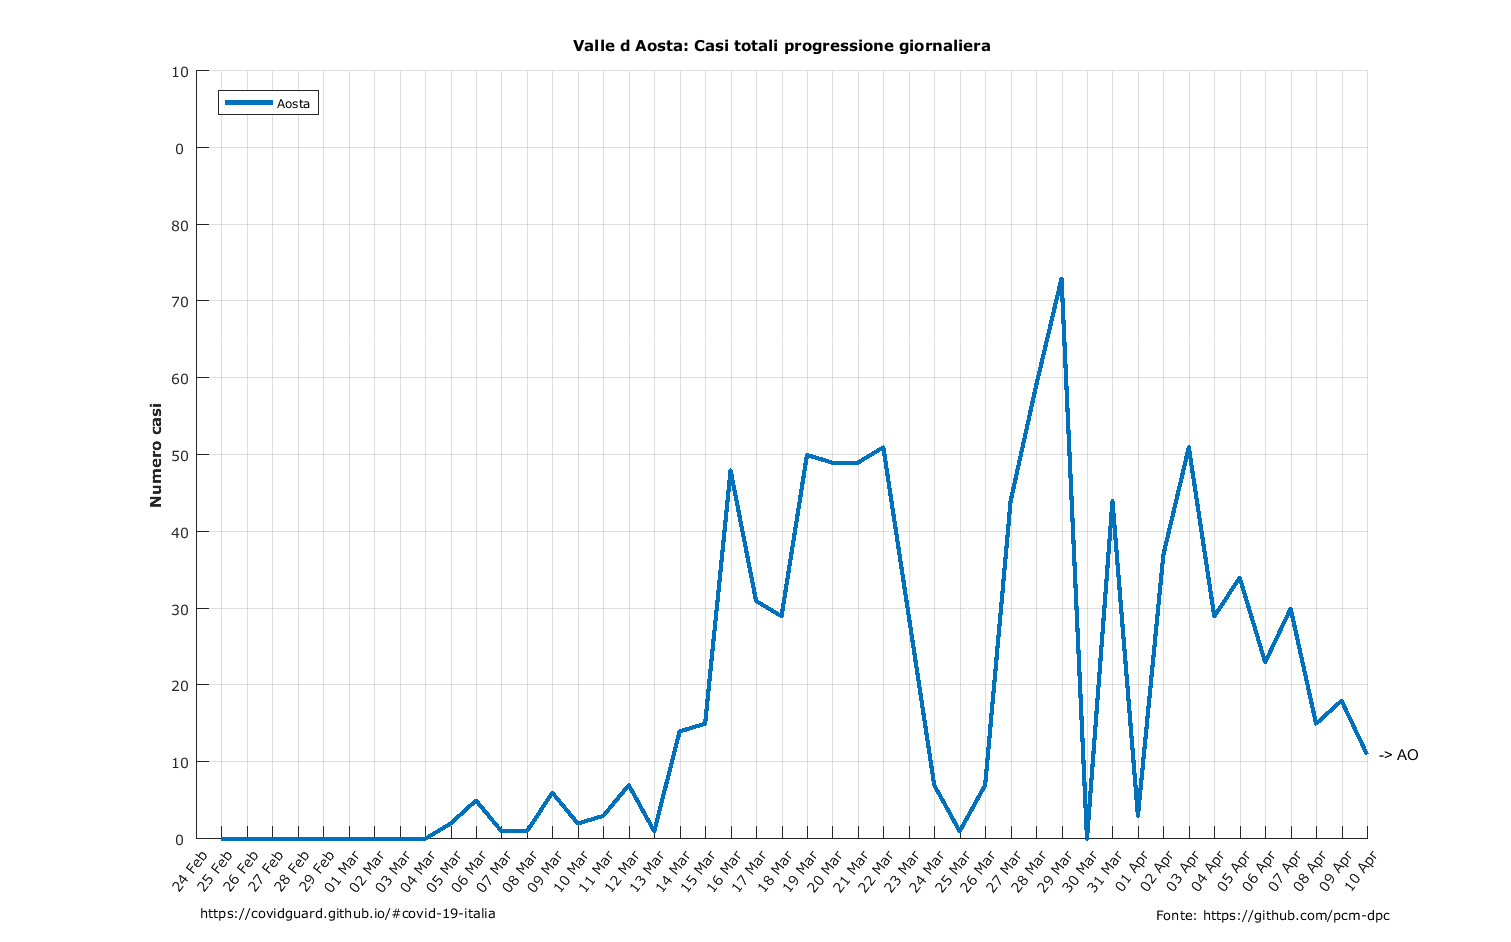 Valle d Aosta: Casi totali progressione giornaliera
Aosta
10
0
80
70
60
50
40
30
20
10
0
Numero casi
-> AO
24 Feb
25 Feb
26 Feb
27 Feb
28 Feb
29 Feb
01 Mar
02 Mar
03 Mar
04 Mar
05 Mar
06 Mar
07 Mar
08 Mar
09 Mar
10 Mar
11 Mar
12 Mar
13 Mar
14 Mar
15 Mar
16 Mar
17 Mar
18 Mar
19 Mar
20 Mar
21 Mar
22 Mar
23 Mar
24 Mar
25 Mar
26 Mar
27 Mar
28 Mar
29 Mar
30 Mar
31 Mar
01 Apr
02 Apr
03 Apr
04 Apr
05 Apr
06 Apr
07 Apr
08 Apr
09 Apr
10 Apr
https://covidguard.github.io/#covid-19-italia
Fonte: https://github.com/pcm-dpc